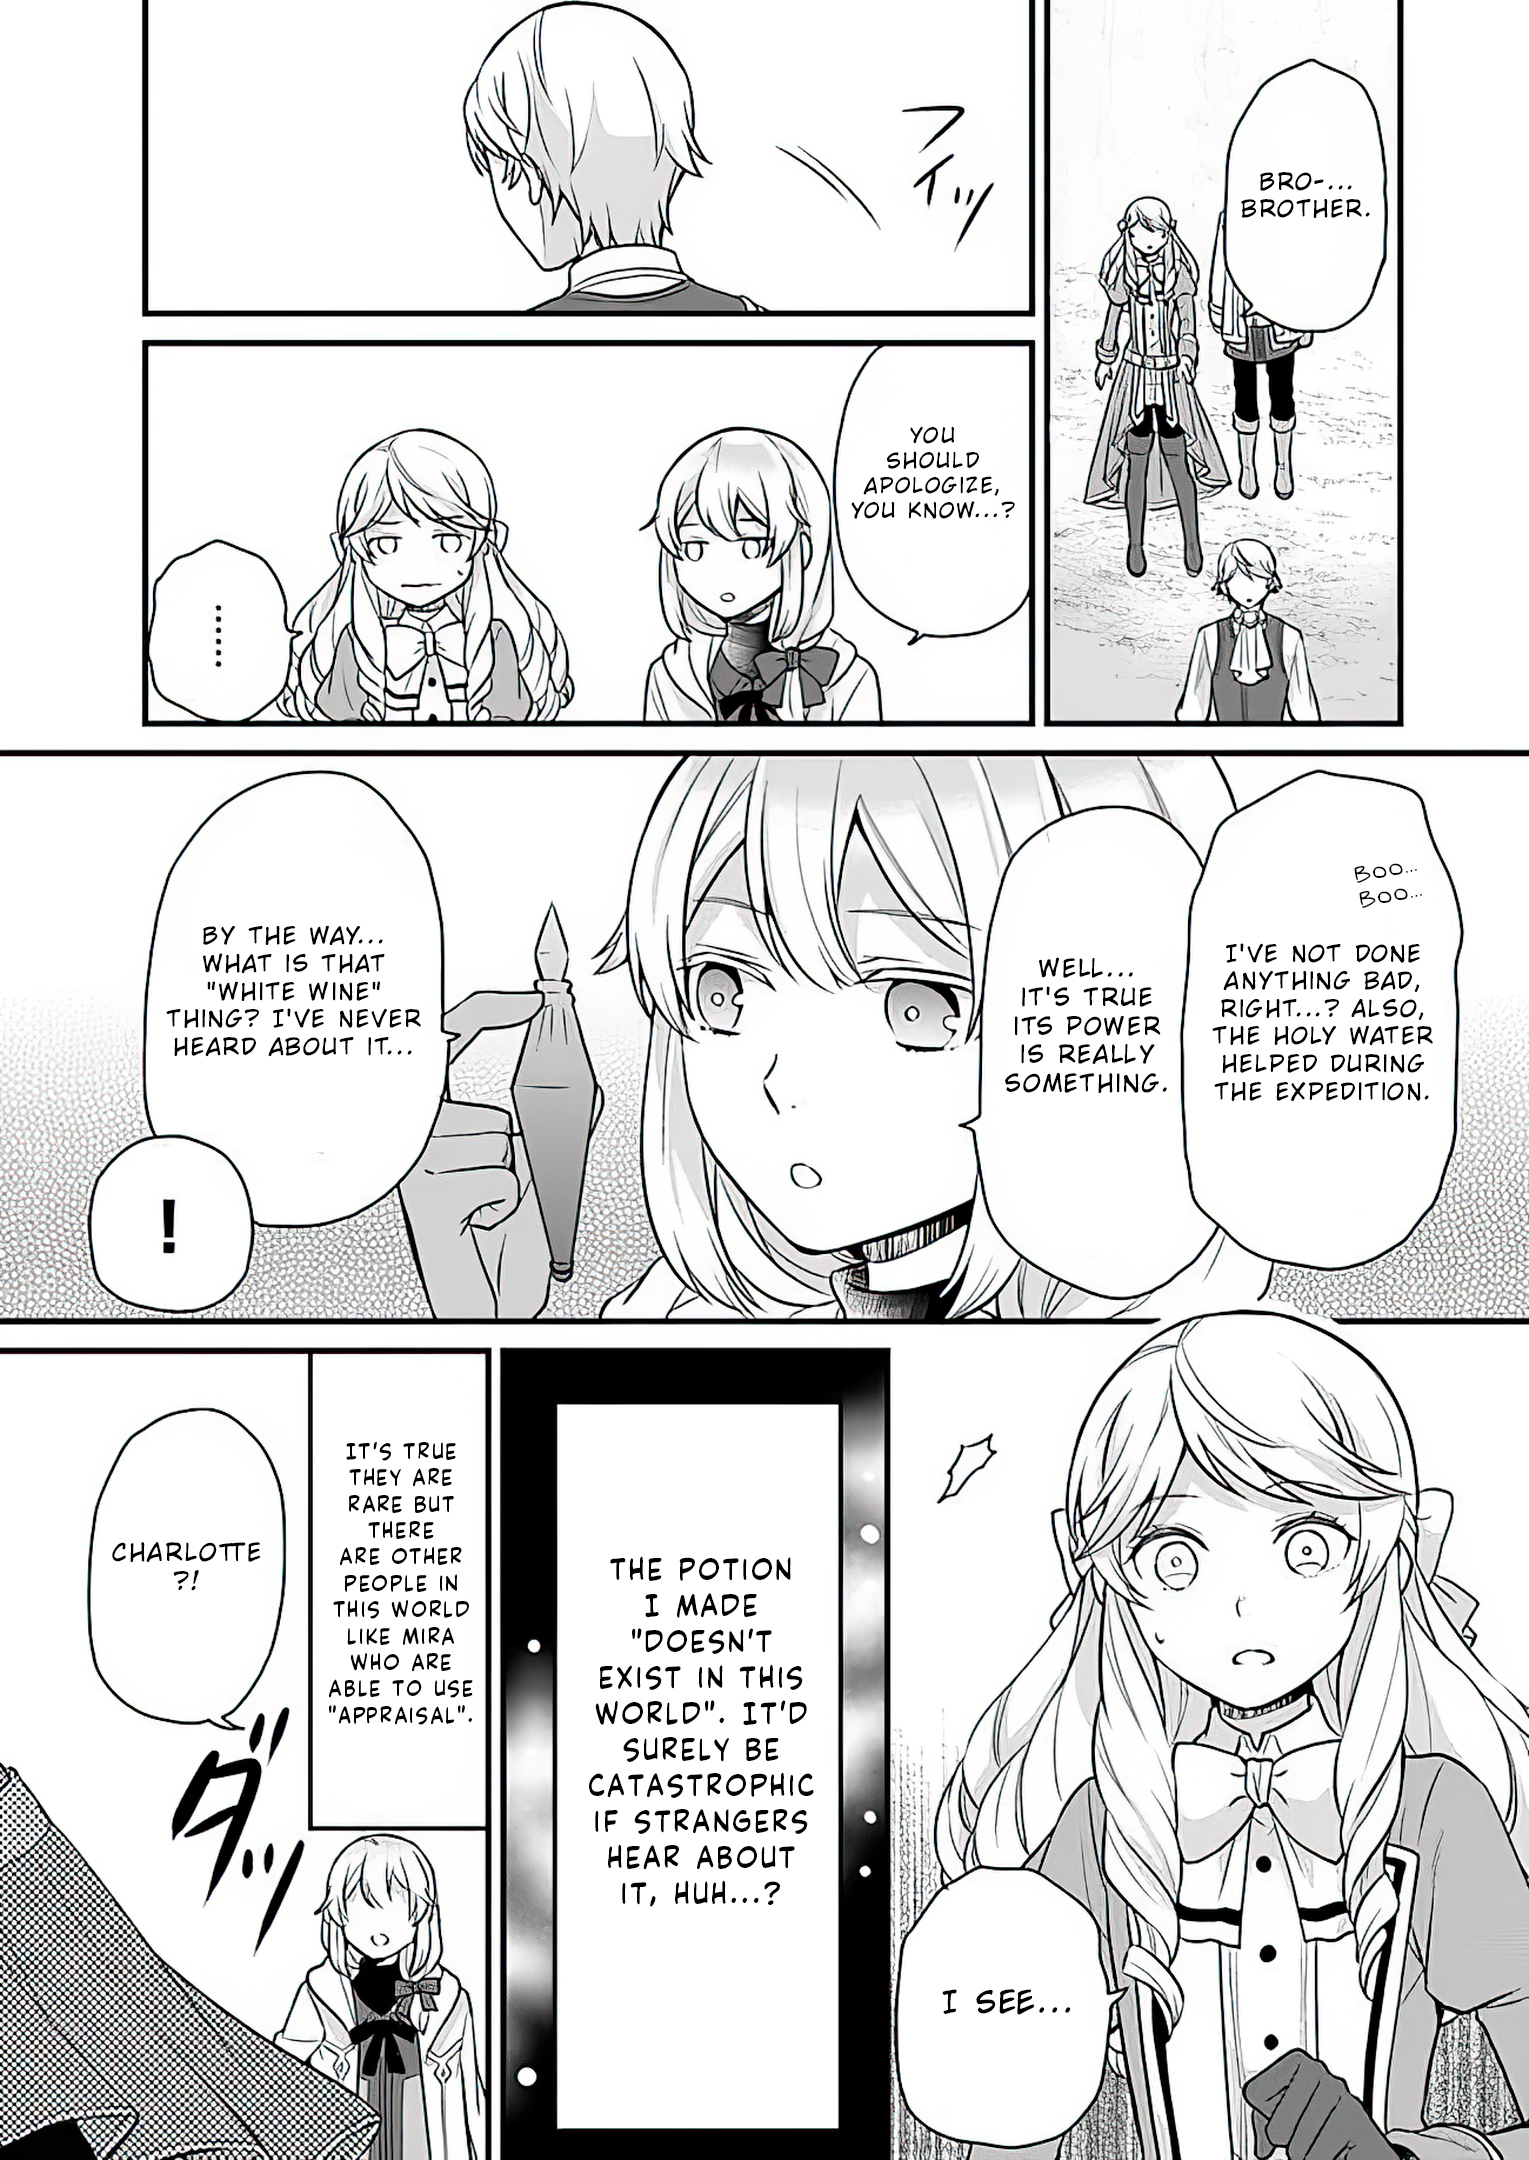 BRO-...
BROTHER.
プイッ
YOU
SHOULD
APOLOGIZE,
YOU KNOW...?
.......
BOO...
BOO...
I'VE NOT DONE
ANYTHING BAD,
RIGHT...? ALSO,
THE HOLY WATER
HELPED DURING
THE EXPEDITION.
WELL...
IT'S TRUE
ITS POWER
IS REALLY
SOMETHING.
BY THE WAY...
WHAT IS THAT
"WHITE WINE"
THING? I'VE NEVER
HEARD ABOUT IT...
!
I SEE...
THE POTION
I MADE
"DOESN'T
EXIST IN THIS
WORLD". IT'D
SURELY BE
CATASTROPHIC
IF STRANGERS
HEAR ABOUT
IT, HUH...?
IT'S TRUE
THEY ARE
RARE BUT
THERE
ARE OTHER
PEOPLE IN
THIS WORLD
LIKE MIRA
WHO ARE
ABLE TO USE
"APPRAISAL".
CHARLOTTE
?!
ダッ